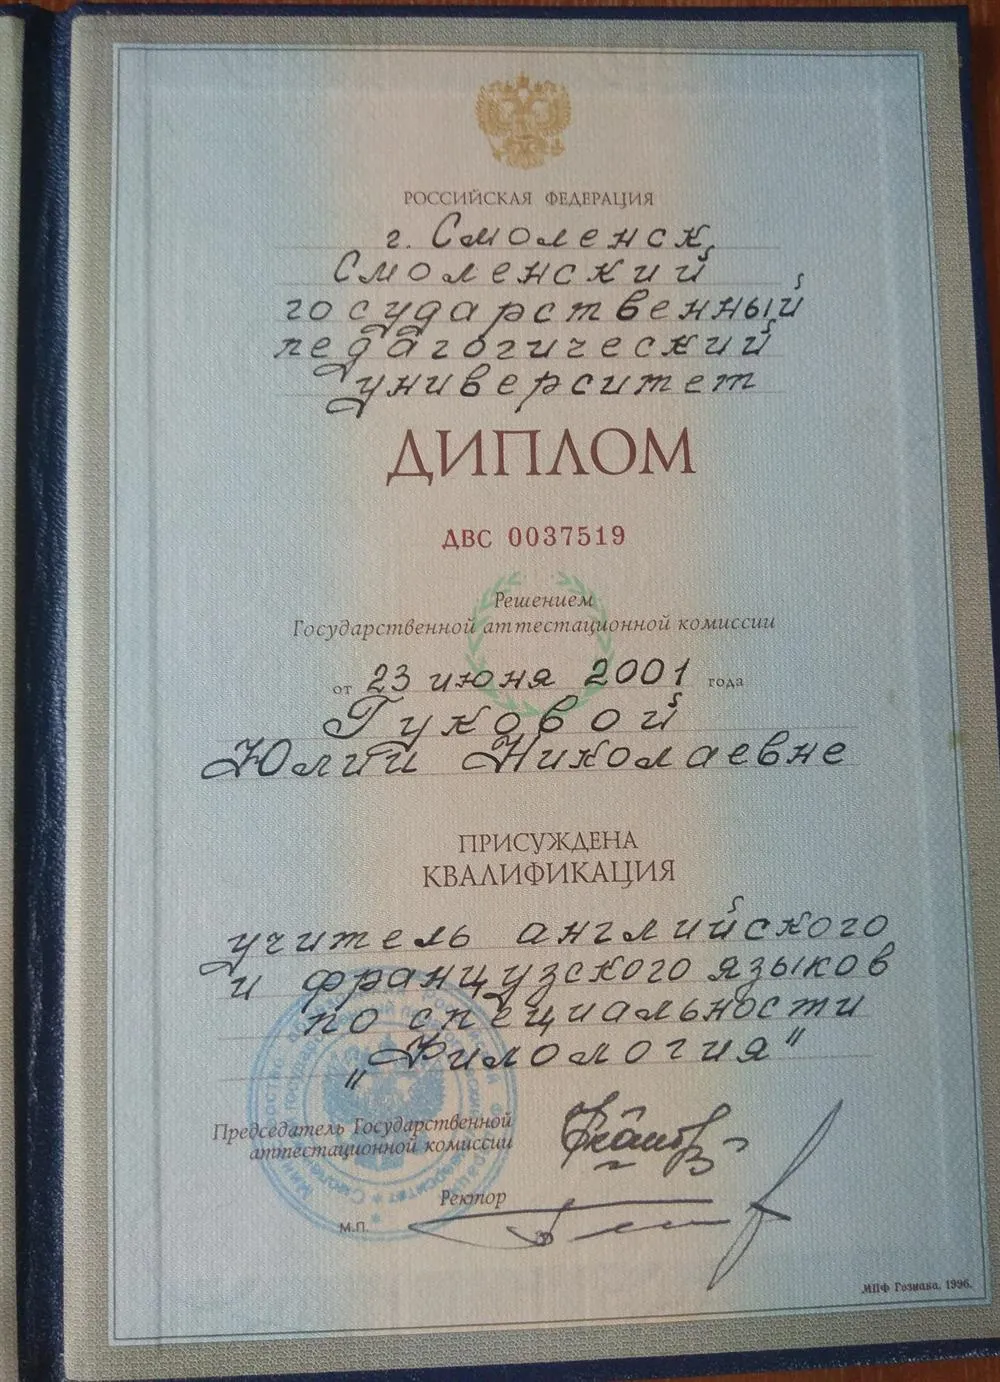 РОССИЙСКАЯ ФЕДЕРАЦИЯ
г. Смоленск
Смоленский
государственный
педагогический
университет
ДИПЛОМ
ДВС 0037519
Решением
Государственной аттестационной комиссии
от 23 июня 2001 года
Гуковой
Юлии Николаевне
ПРИСУЖДЕНА
КВАЛИФИКАЦИЯ
учитель английского
и французского языков
по специальности
„Филология"
Председатель Государственной
аттестационной комиссии
Ректор
М.П.
МПФ Гознака. 1996.